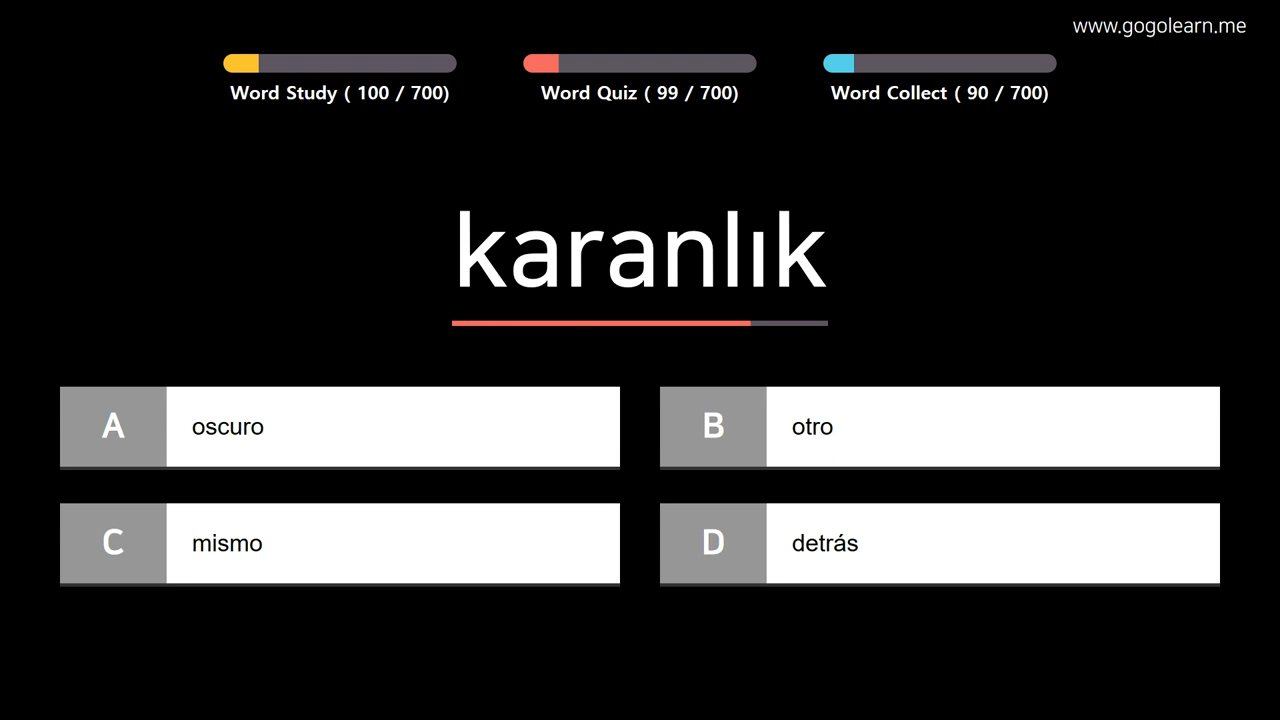 www.gogolearn.me
Word Study ( 100 / 700)
Word Quiz ( 99 / 700)
Word Collect ( 90 / 700)
karanlık
A oscuro
B otro
C mismo
D detrás